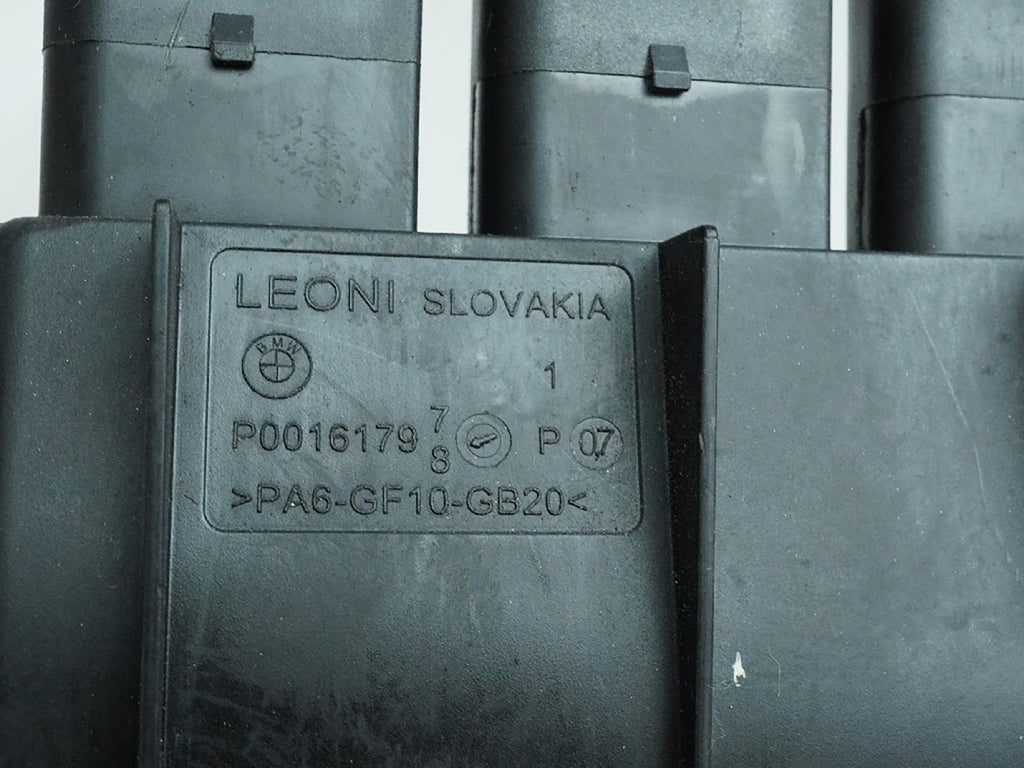 LEONI SLOVAKIA
BMW 1
P0016179 7 8 P 07
>PA6-GF10-GB20<